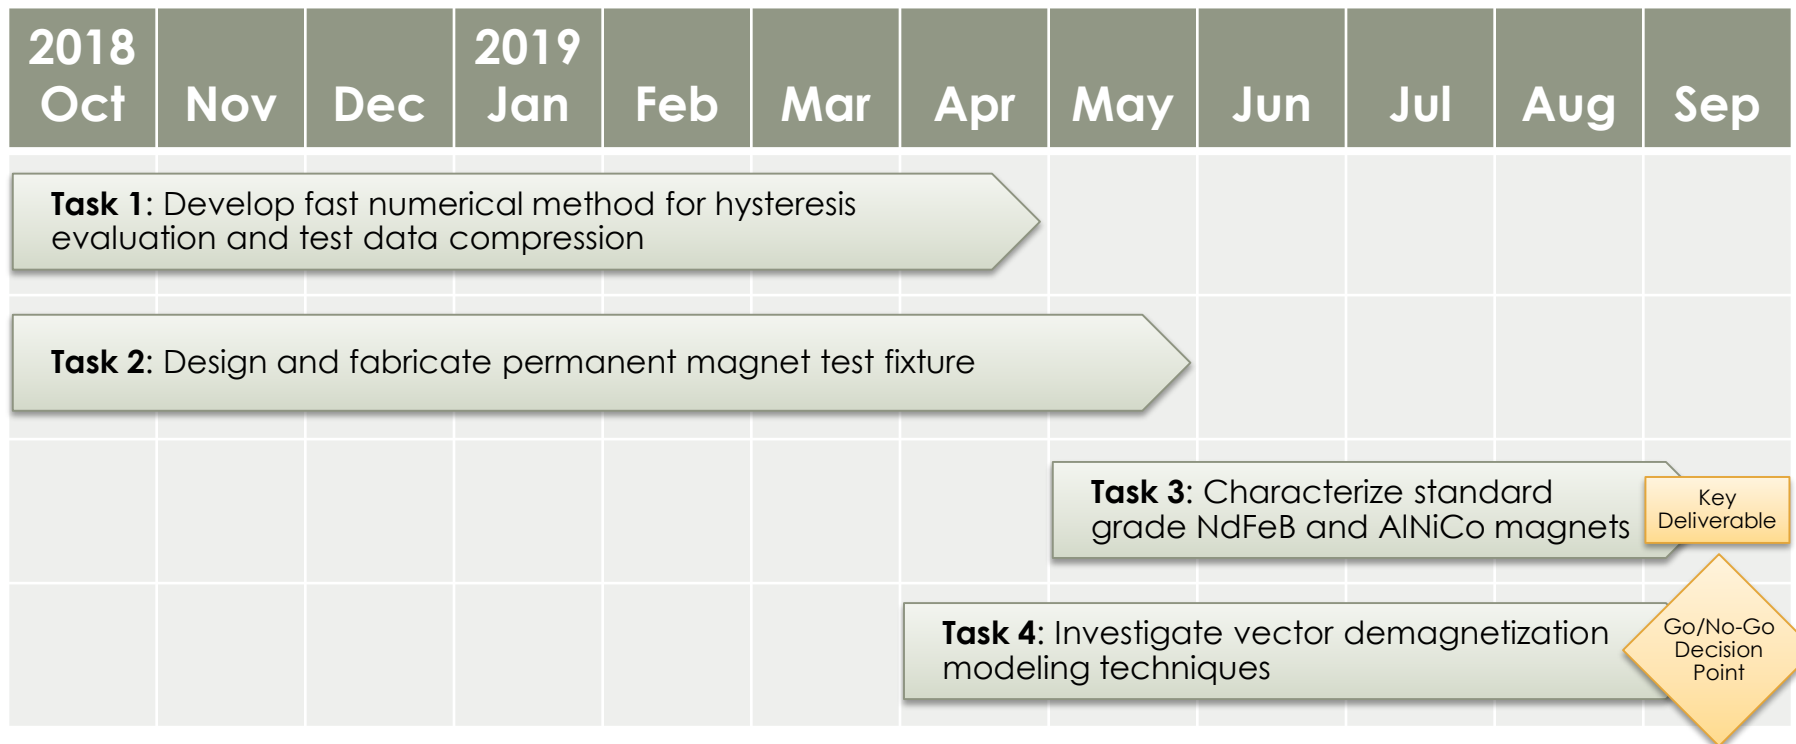 2018
Oct
Nov
Dec
2019
Jan
Feb
Mar
Apr
May
Jun
Jul
Aug
Sep
Task 1: Develop fast numerical method for hysteresis
evaluation and test data compression
Task 2: Design and fabricate permanent magnet test fixture
Task 3: Characterize standard
grade NdFeB and AlNiCo magnets
Key
Deliverable
Task 4: Investigate vector demagnetization
modeling techniques
Go/No-Go
Decision
Point